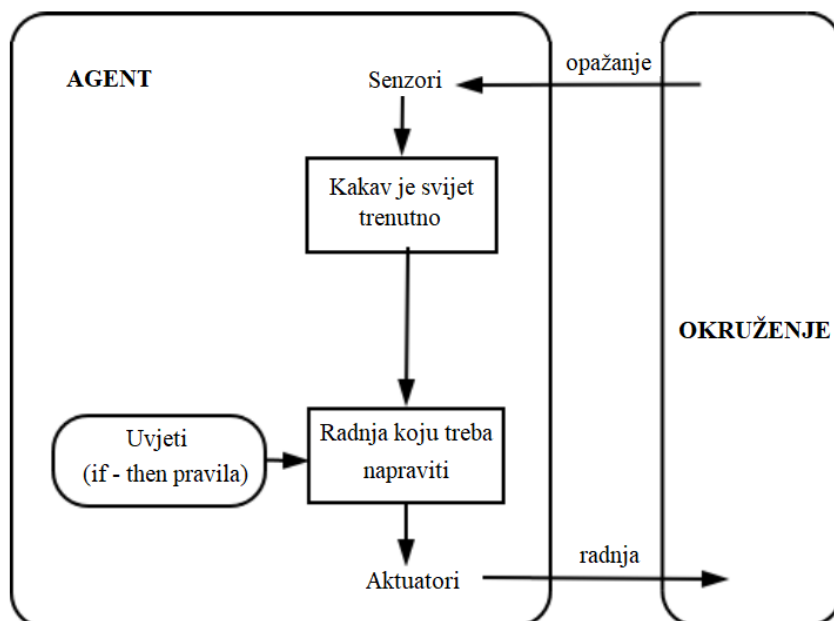 AGENT
Senzori
opažanje
Kakav je svijet
trenutno
OKRUŽENJE
Uvjeti
(if - then pravila)
Radnja koju treba
napraviti
Aktuatori
radnja